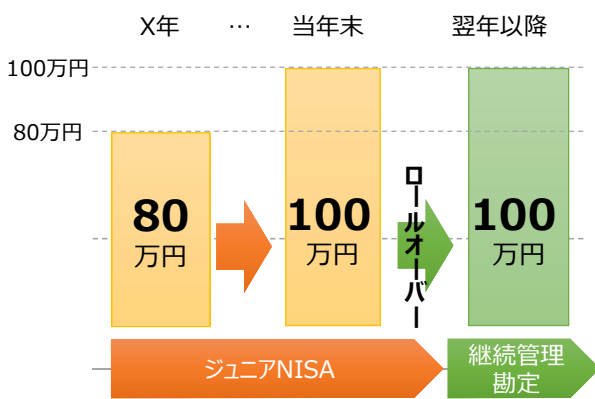 X年 … 当年末 翌年以降
100万円
80万円
80
万円
100
万円
ロールオーバー
100
万円
ジュニアNISA
継続管理
勘定